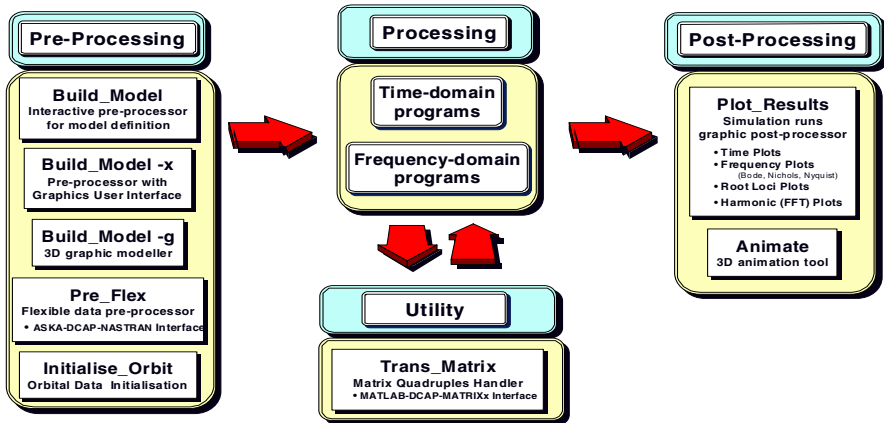 Pre-Processing
Build_Model
Interactive pre-processor
for model definition
Build_Model -x
Pre-processor with
Graphics User Interface
Build_Model -g
3D graphic modeller
Pre_Flex
Flexible data pre-processor
• ASKA-DCAP-NASTRAN Interface
Initialise_Orbit
Orbital Data Initialisation
Processing
Time-domain
programs
Frequency-domain
programs
Utility
Trans_Matrix
Matrix Quadruples Handler
• MATLAB-DCAP-MATRIXx Interface
Post-Processing
Plot_Results
Simulation runs
graphic post-processor
• Time Plots
• Frequency Plots
(Bode, Nichols, Nyquist)
• Root Loci Plots
• Harmonic (FFT) Plots
Animate
3D animation tool